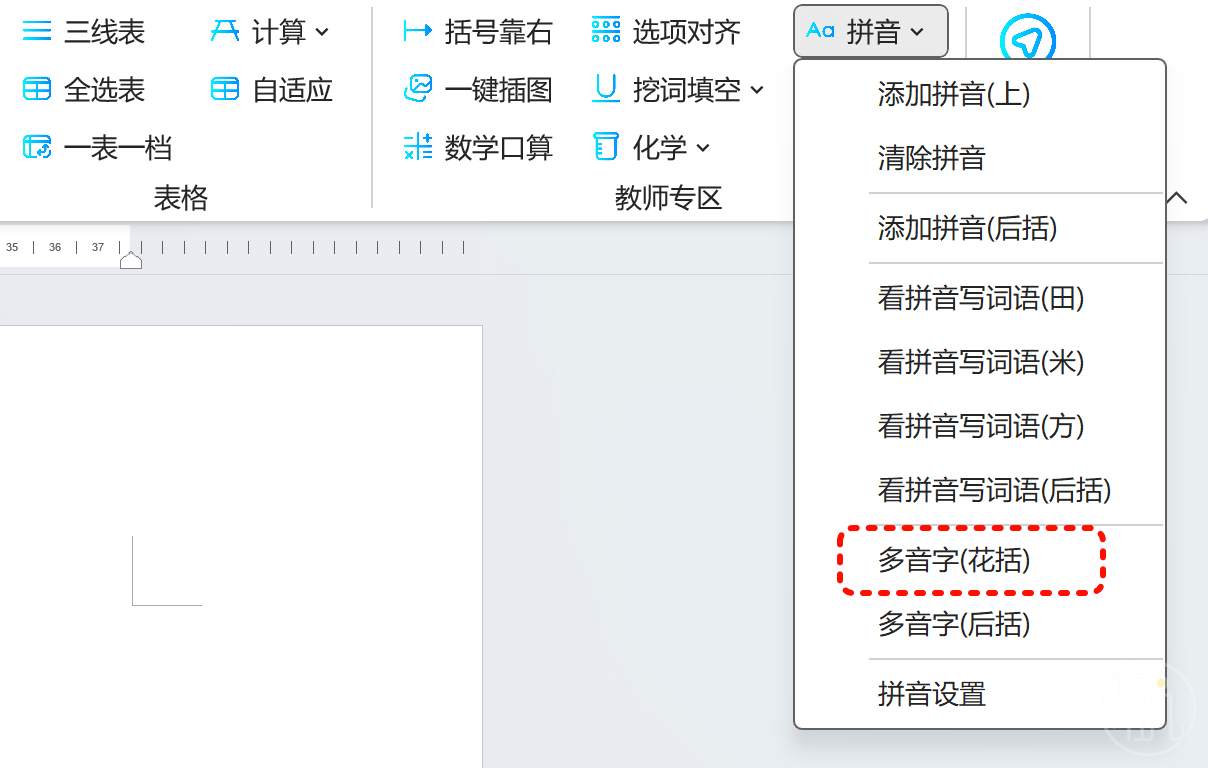 三线表 计算 括号靠右 选项对齐 Aa 拼音
全选表 自适应 一键插图 挖词填空
一表一档 数学口算 化学
表格 教师专区
35 36 37
添加拼音(上)
清除拼音
添加拼音(后括)
看拼音写词语(田)
看拼音写词语(米)
看拼音写词语(方)
看拼音写词语(后括)
多音字(花括)
多音字(后括)
拼音设置